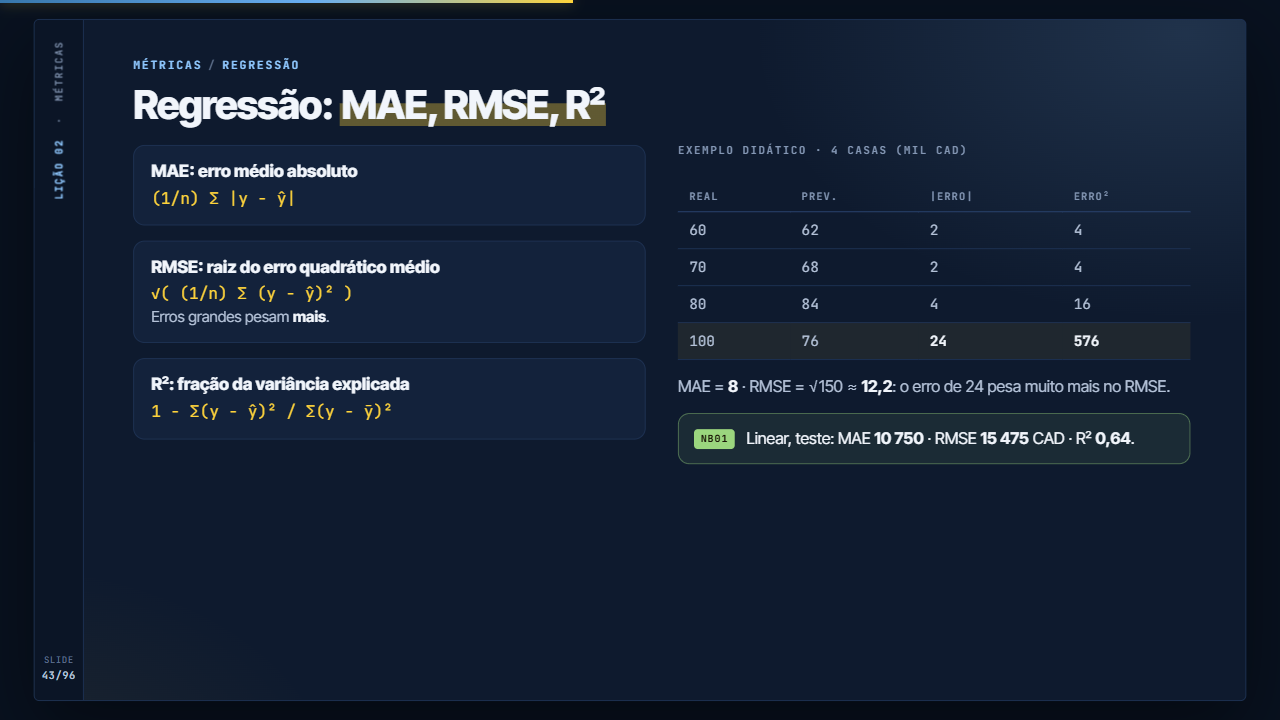 MÉTRICAS / REGRESSÃO
Regressão: MAE, RMSE, R²
MAE: erro médio absoluto
(1/n) Σ |y - ŷ|
RMSE: raiz do erro quadrático médio
√( (1/n) Σ (y - ŷ)² )
Erros grandes pesam mais.
R²: fração da variância explicada
1 - Σ(y - ŷ)² / Σ(y - ȳ)²
EXEMPLO DIDÁTICO · 4 CASAS (MIL CAD)
REAL PREV. |ERRO| ERRO²
60 62 2 4
70 68 2 4
80 84 4 16
100 76 24 576
MAE = 8 · RMSE = √150 ≈ 12,2: o erro de 24 pesa muito mais no RMSE.
NB01 Linear, teste: MAE 10 750 · RMSE 15 475 CAD · R² 0,64.
LIÇÃO 02 · MÉTRICAS
SLIDE
43/96